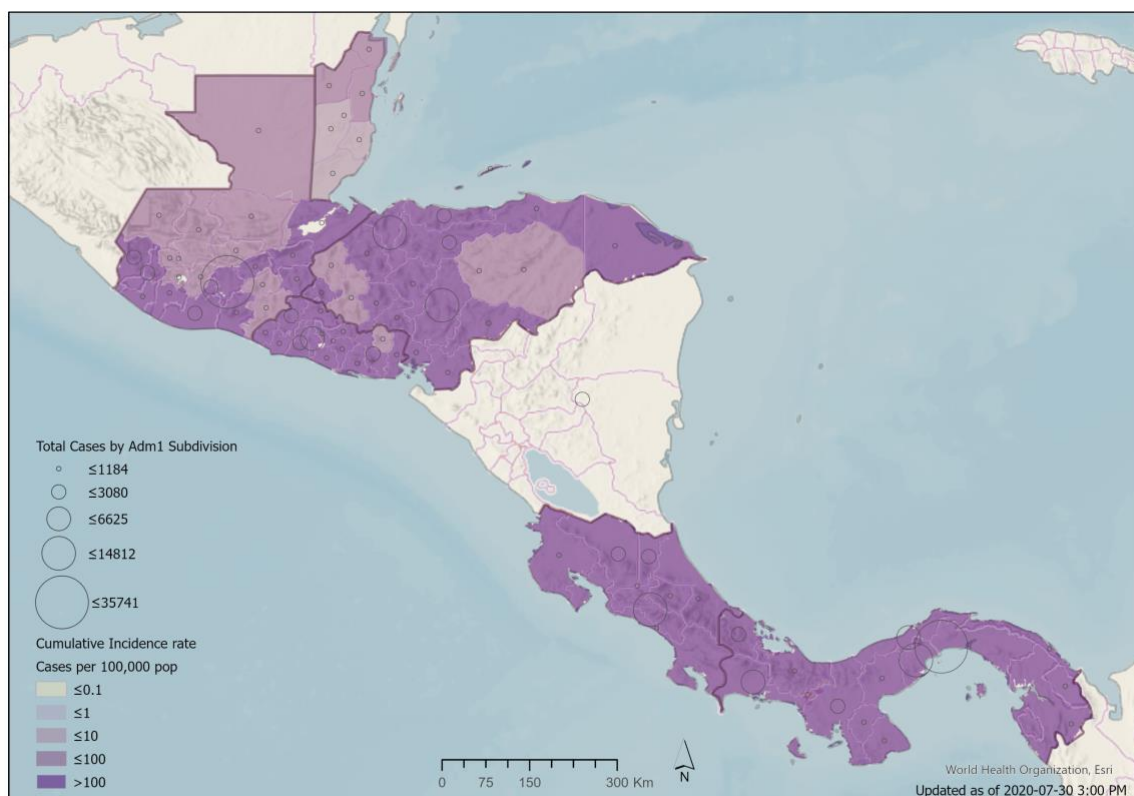 Total Cases by Adm1 Subdivision
≤1184
≤3080
≤6625
≤14812
≤35741
Cumulative Incidence rate
Cases per 100,000 pop
≤0.1
≤1
≤10
≤100
>100
0 75 150 300 Km
N
World Health Organization, Esri
Updated as of 2020-07-30 3:00 PM